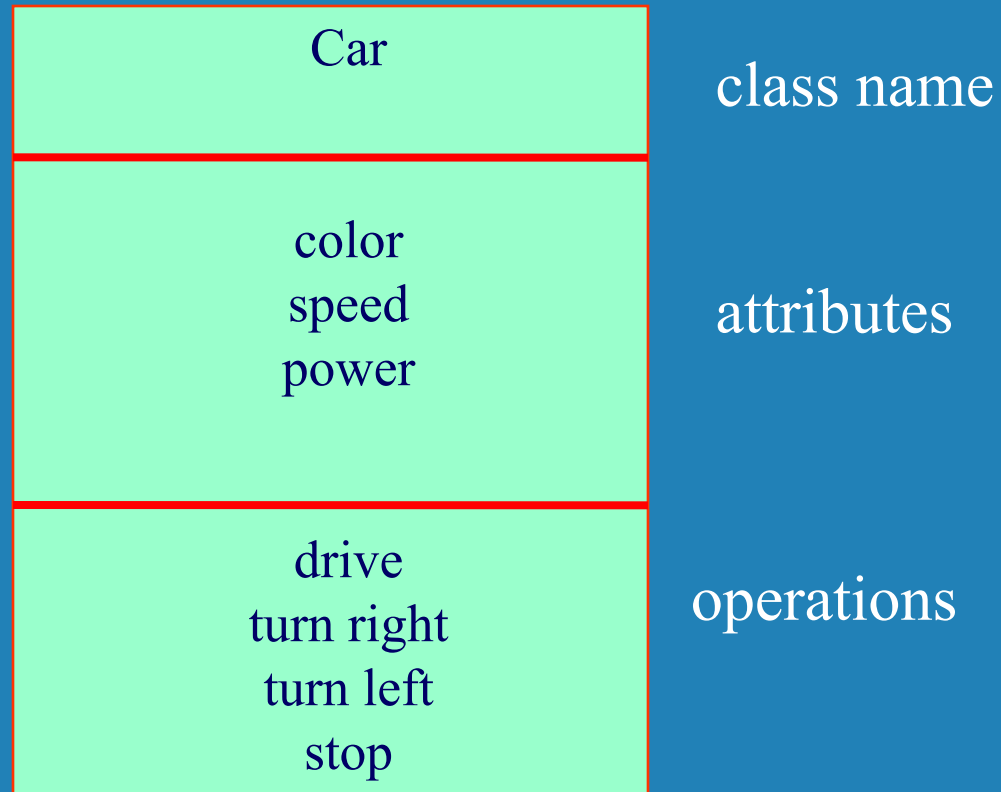 Car
class name
color
speed
power
attributes
drive
turn right
turn left
stop
operations